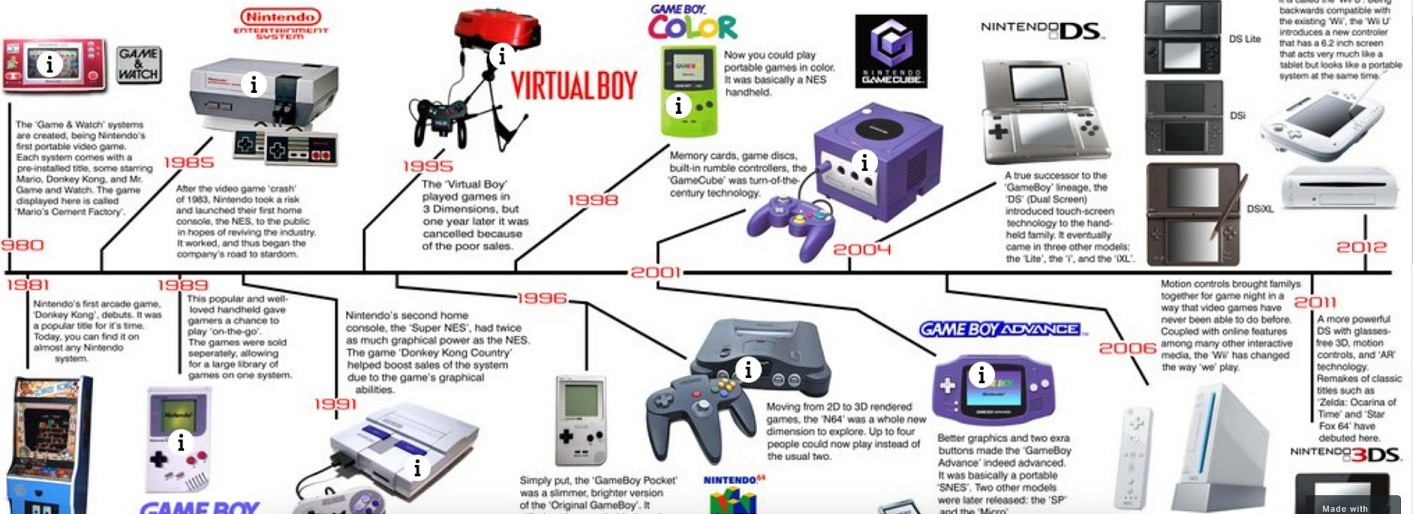 Nintendo
ENTERTAINMENT
SYSTEM
GAME
&
WATCH
The 'Game & Watch' systems
are created, being Nintendo's
first portable video game.
Each system comes with a
pre-installed title, some starring
Mario, Donkey Kong, and Mr.
Game and Watch. The game
displayed here is called
'Mario's Cement Factory'.
980
1985
After the video game 'crash'
of 1983, Nintendo took a risk
and launched their first home
console, the NES, to the public
in hopes of reviving the industry.
It worked, and thus began the
company's road to stardom.
VIRTUAL BOY
1995
The 'Virtual Boy'
played games in
3 Dimensions, but
one year later it was
cancelled because
of the poor sales.
GAME BOY
COLOR
Now you could play
portable games in color.
It was basically a NES
handheld.
1998
NINTENDO
GAMECUBE
Memory cards, game discs,
built-in rumble controllers, the
'GameCube' was turn-of-the-
century technology.
2001
NINTENDO DS
2004
A true successor to the
'GameBoy' lineage, the
'DS' (Dual Screen)
introduced touch-screen
technology to the hand-
held family. It eventually
came in three other models:
the 'Lite', the 'i', and the 'iXL'.
DS Lite
DSi
DSiXL
It is called the 'Wii U'. Being
backwards compatible with
the existing 'Wii', the 'Wii U'
introduces a new controler
that has a 6.2 inch screen
that acts very much like a
tablet but looks like a portable
system at the same time.
2012
1981
Nintendo's first arcade game,
'Donkey Kong', debuts. It was
a popular title for it's time.
Today, you can find it on
almost any Nintendo
system.
1989
This popular and well-
loved handheld gave
gamers a chance to
play 'on-the-go'.
The games were sold
seperately, allowing
for a large library of
games on one system.
Nintendo
GAME BOY
Nintendo's second home
console, the 'Super NES', had twice
as much graphical power as the NES.
The game 'Donkey Kong Country'
helped boost sales of the system
due to the game's graphical
abilities.
1991
1996
Simply put, the 'GameBoy Pocket'
was a slimmer, brighter version
of the 'Original GameBoy'. It
Moving from 2D to 3D rendered
games, the 'N64' was a whole new
dimension to explore. Up to four
people could now play instead of
the usual two.
NINTENDO 64
GAME BOY ADVANCE
Better graphics and two exra
buttons made the 'GameBoy
Advance' indeed advanced.
It was basically a portable
'SNES'. Two other models
were later released: the 'SP'
and the 'Micro'.
2006
Motion controls brought familys
together for game night in a
way that video games have
never been able to do before.
Coupled with online features
among many other interactive
media, the 'Wii' has changed
the way 'we' play.
2011
A more powerful
DS with glasses-
free 3D, motion
controls, and 'AR'
technology.
Remakes of classic
titles such as
'Zelda: Ocarina of
Time' and 'Star
Fox 64' have
debuted here.
NINTENDO 3DS
Made with